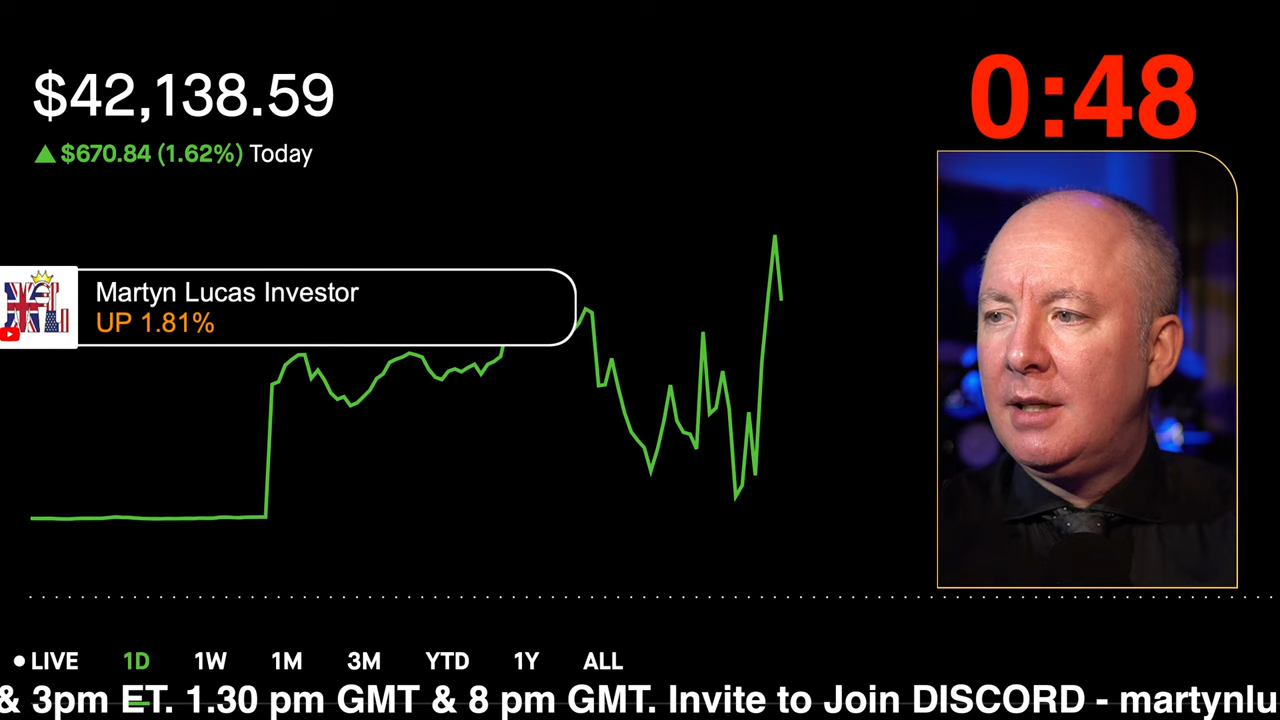 $42,138.59
0:48
▲ $670.84 (1.62%) Today
Martyn Lucas Investor
UP 1.81%
LIVE 1D 1W 1M 3M YTD 1Y ALL
& 3pm ET. 1.30 pm GMT & 8 pm GMT. Invite to Join DISCORD - martynlu